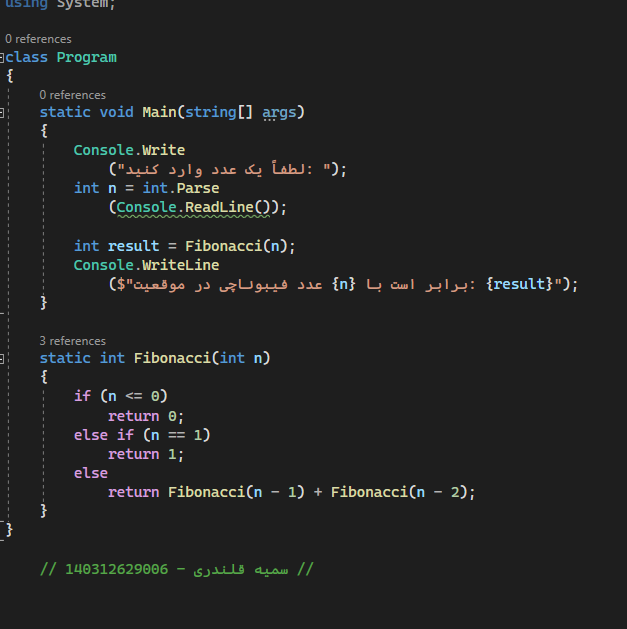 using System;
0 references
class Program
{
0 references
static void Main(string[] args)
{
Console.Write
("لطفاً یک عدد وارد کنید: ");
int n = int.Parse
(Console.ReadLine());
int result = Fibonacci(n);
Console.WriteLine
($"عدد فیبوناچی در موقعیت {n} برابر است با: {result}");
}
3 references
static int Fibonacci(int n)
{
if (n <= 0)
return 0;
else if (n == 1)
return 1;
else
return Fibonacci(n - 1) + Fibonacci(n - 2);
}
}
// سمیه قلندری - 140312629006 //